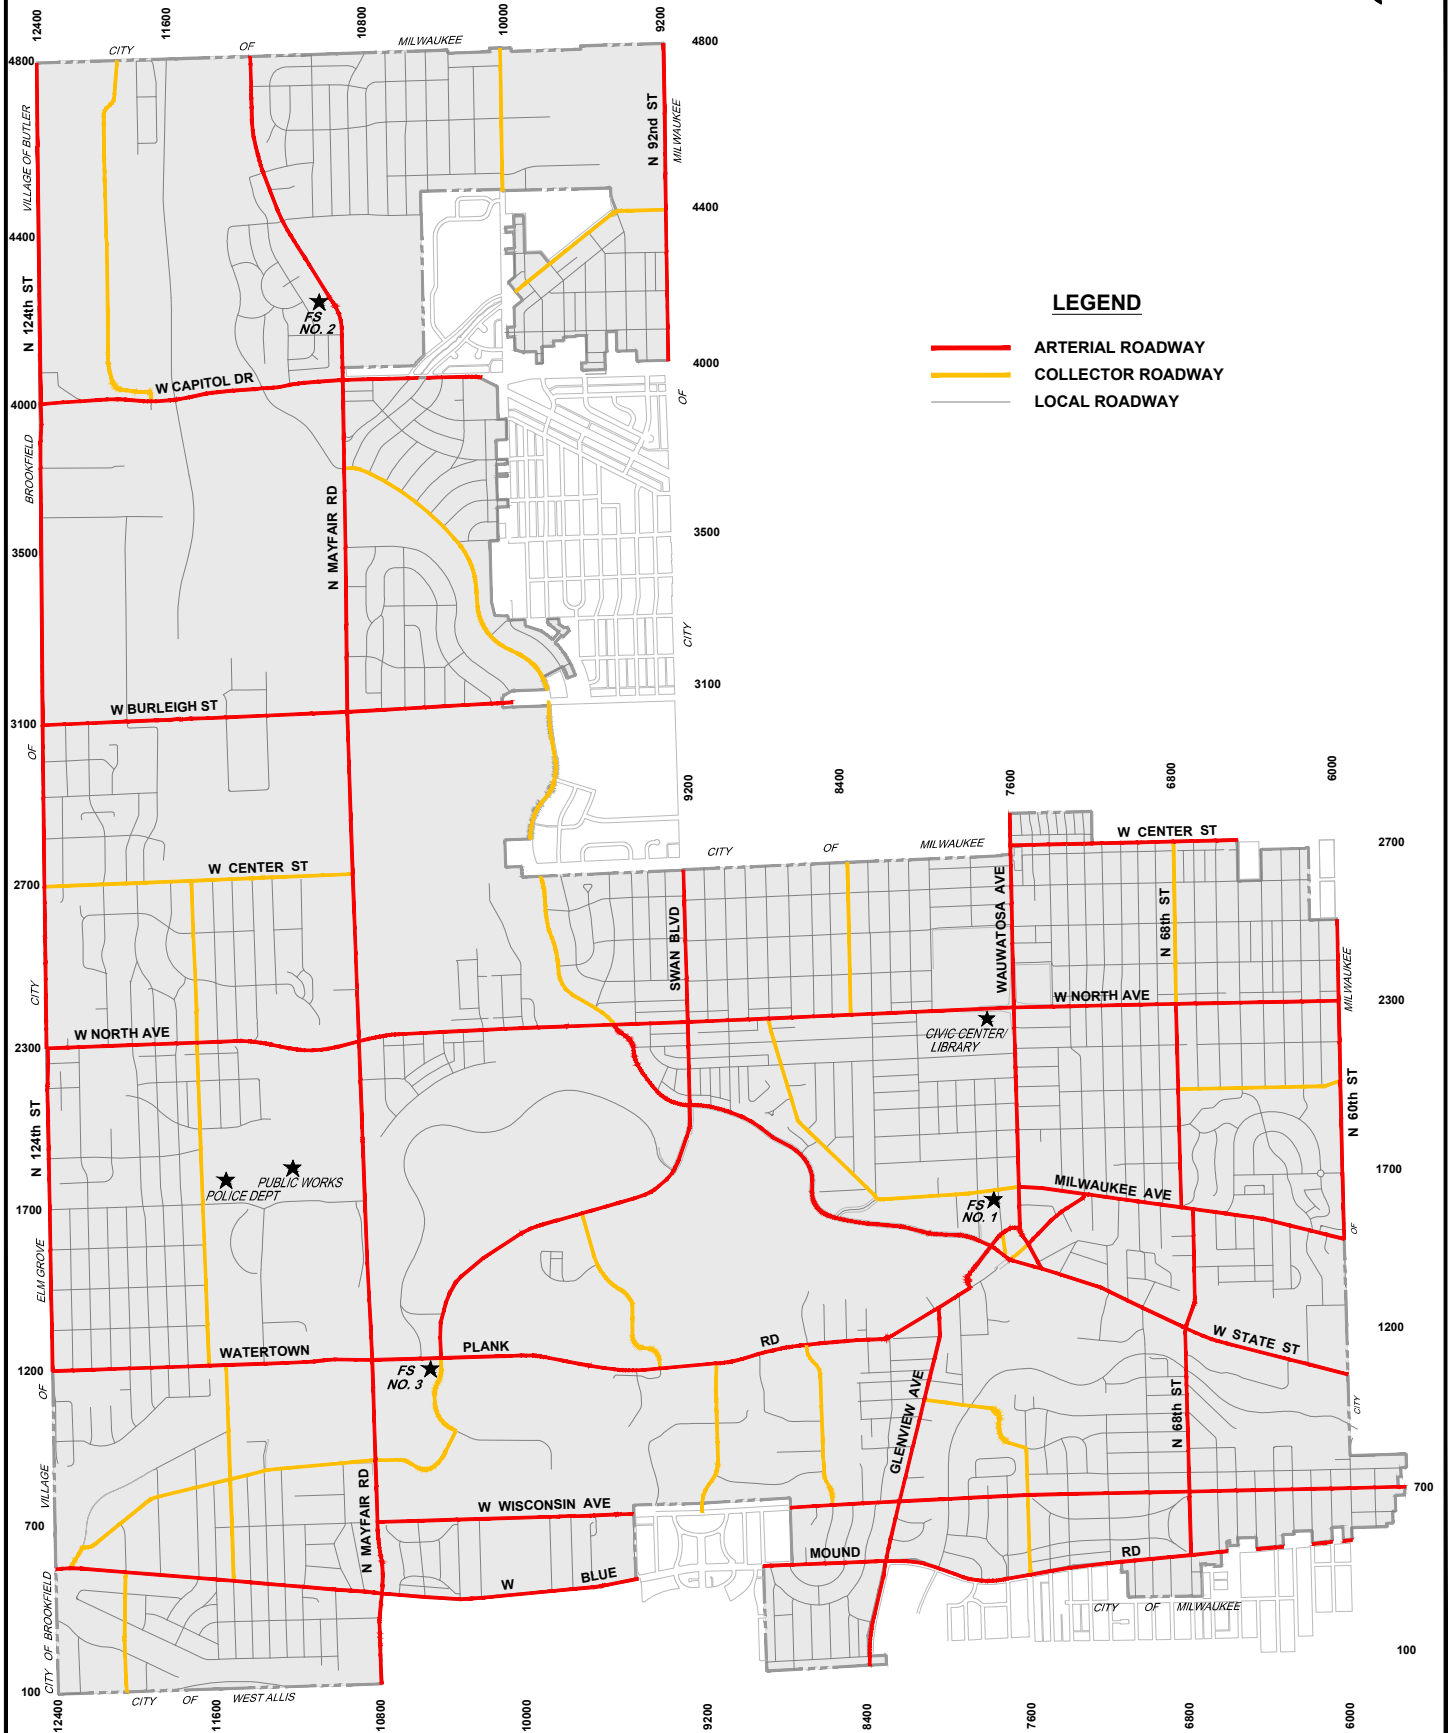 12400
11600
10800
10000
9200
CITY
OF
MILWAUKEE
4800
4800
VILLAGE OF BUTLER
N 92nd ST
MILWAUKEE
4400
4400
N 124th ST
FS
NO. 2
LEGEND
ARTERIAL ROADWAY
COLLECTOR ROADWAY
LOCAL ROADWAY
4000
W CAPITOL DR
4000
OF
BROOKFIELD
N MAYFAIR RD
3500
3500
CITY
3100
W BURLEIGH ST
3100
OF
9200
8400
7600
6800
6000
W CENTER ST
2700
CITY
OF
MILWAUKEE
W CENTER ST
2700
SWAN BLVD
WAUWATOSA AVE
N 68th ST
MILWAUKEE
CITY
W NORTH AVE
2300
W NORTH AVE
2300
CIVIC CENTER/
LIBRARY
N 124th ST
N 60th ST
PUBLIC WORKS
POLICE DEPT
1700
MILWAUKEE AVE
1700
FS
NO. 1
OF
ELM GROVE
WATERTOWN
PLANK
RD
W STATE ST
1200
1200
FS
NO. 3
OF
GLENVIEW AVE
N 68th ST
CITY
VILLAGE
N MAYFAIR RD
W WISCONSIN AVE
700
700
MOUND
RD
W
BLUE
CITY OF BROOKFIELD
CITY
OF
MILWAUKEE
100
100
CITY
OF
WEST ALLIS
12400
11600
10800
10000
9200
8400
7600
6800
6000